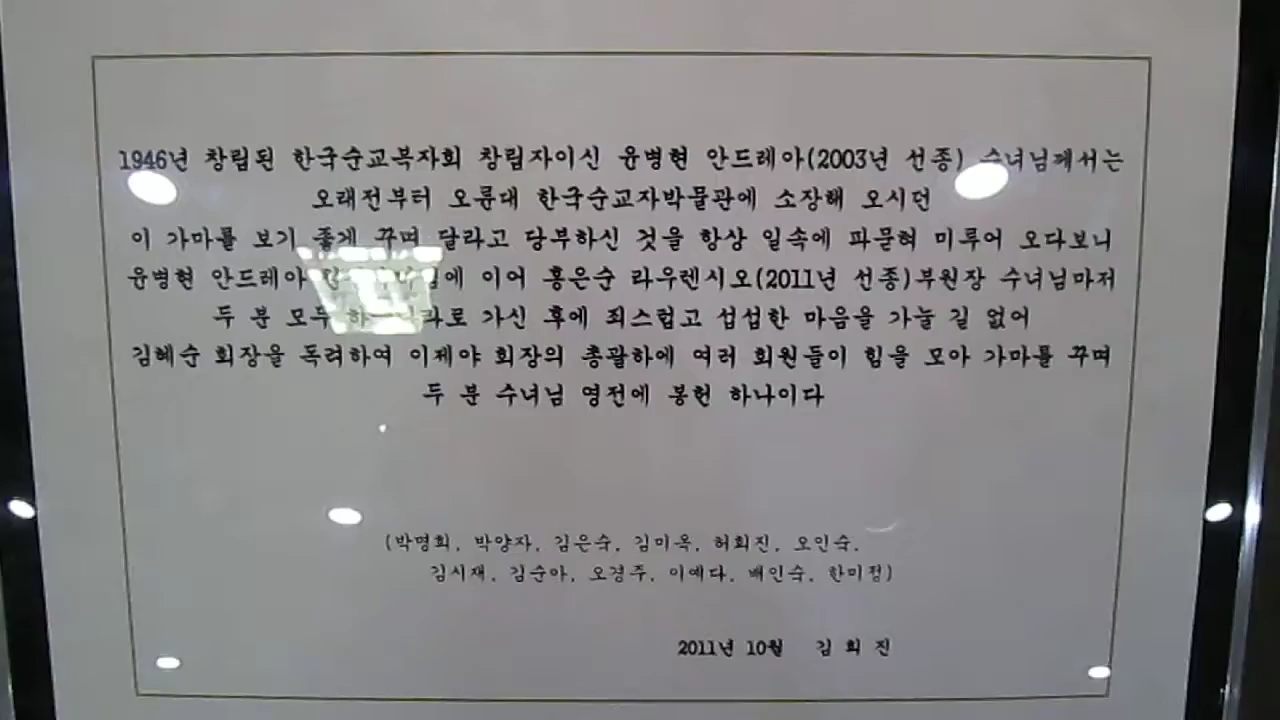 1946년 창립된 한국순교복자회 창립자이신 윤병현 안드레아(2003년 선종) 수녀님께서는
오래전부터 오륜대 한국순교자박물관에 소장해 오시던
이 가마를 보기 좋게 꾸며 달라고 당부하신 것을 항상 일속에 파묻혀 미루어 오다보니
윤병현 안드레아 이어 홍은순 라우렌시오(2011년 선종)부원장 수녀님마저
두 분 모두 가신 후에 죄스럽고 섭섭한 마음을 가눌 길 없어
김혜순 회장을 독려하여 이제야 회장의 총괄하에 여러 회원들이 힘을 모아 가마를 꾸며
두 분 수녀님 영전에 봉헌 하나이다
(박명희, 박양자, 김은숙, 김미옥, 허희진, 오인숙,
김시재, 김순아, 오경주, 이예다, 배인숙, 한미정)
2011년 10월 김 희 진